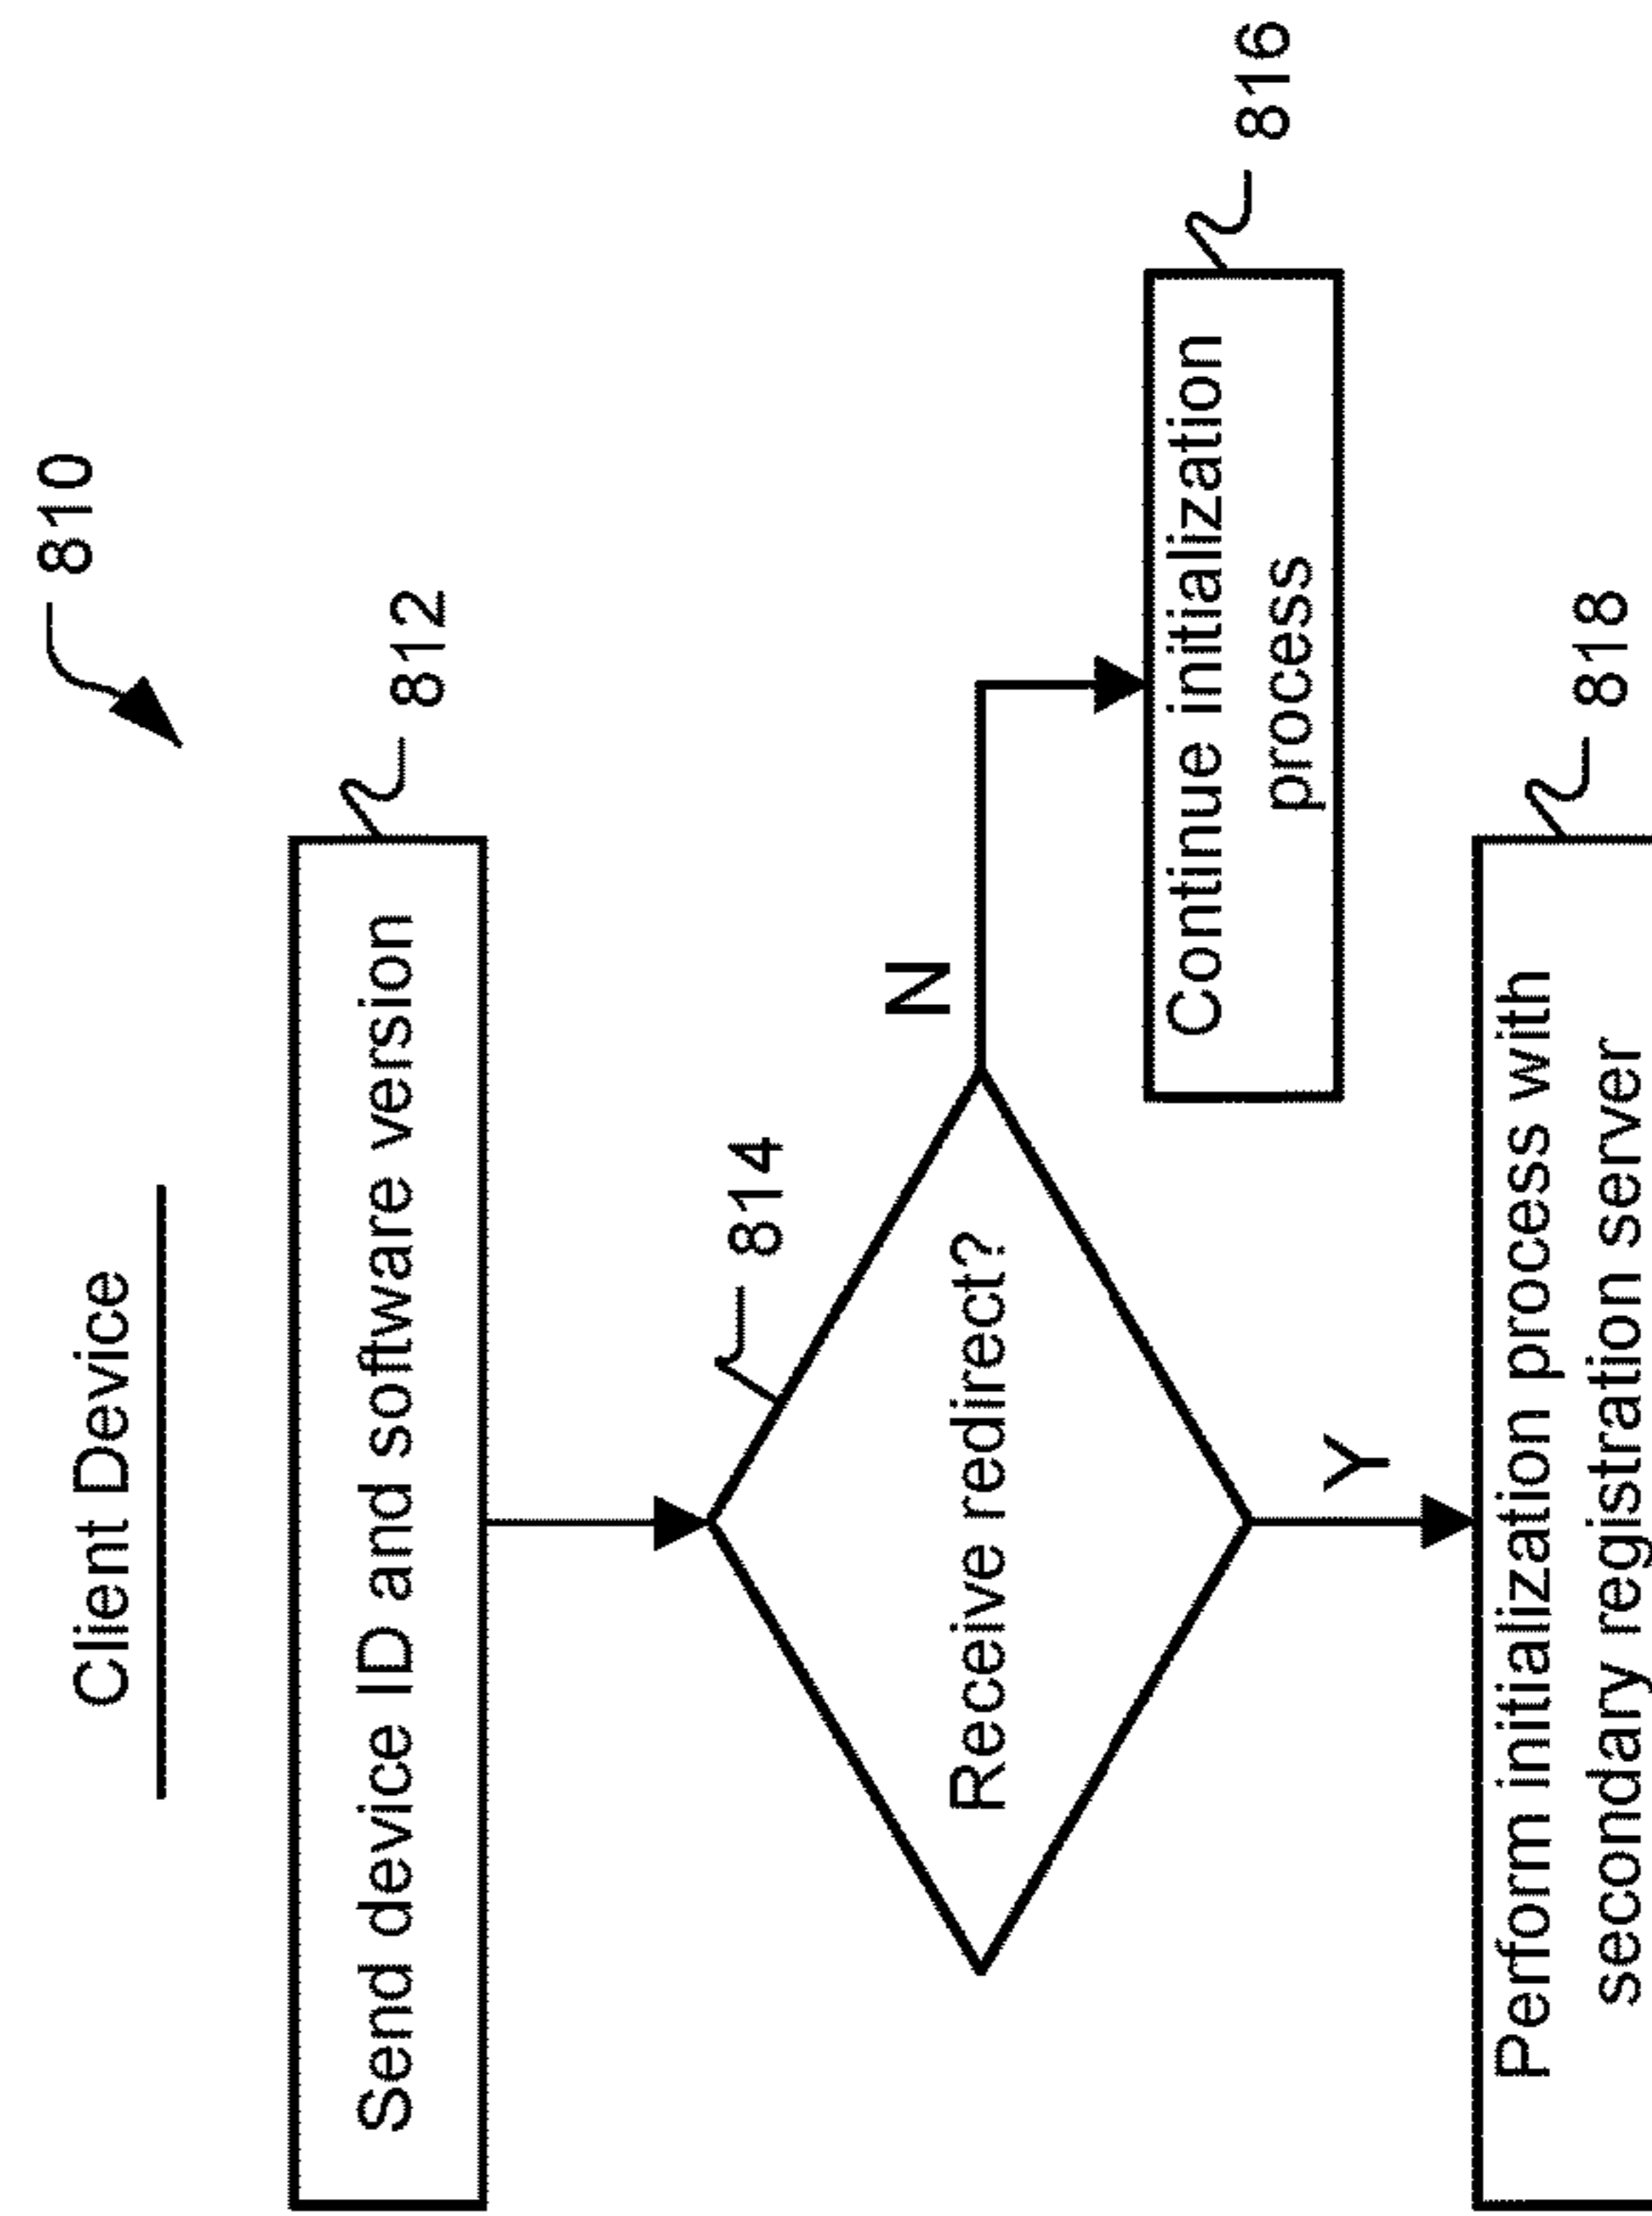 810
Client Device
812
Send device ID and software version
814
Receive redirect?
N
816
Continue initialization
process
Y
818
Perform initialization process with
secondary registration server